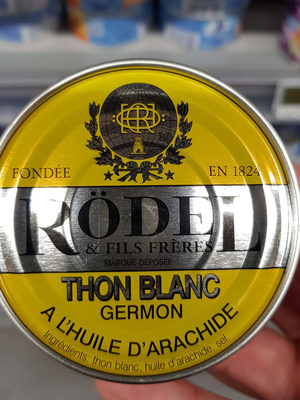 FONDÉE EN 1824
RÖDEL
& FILS FRÈRES
MARQUE DÉPOSÉE
THON BLANC
GERMON
A L'HUILE D'ARACHIDE
Ingrédients: thon blanc, huile d'arachide, sel.